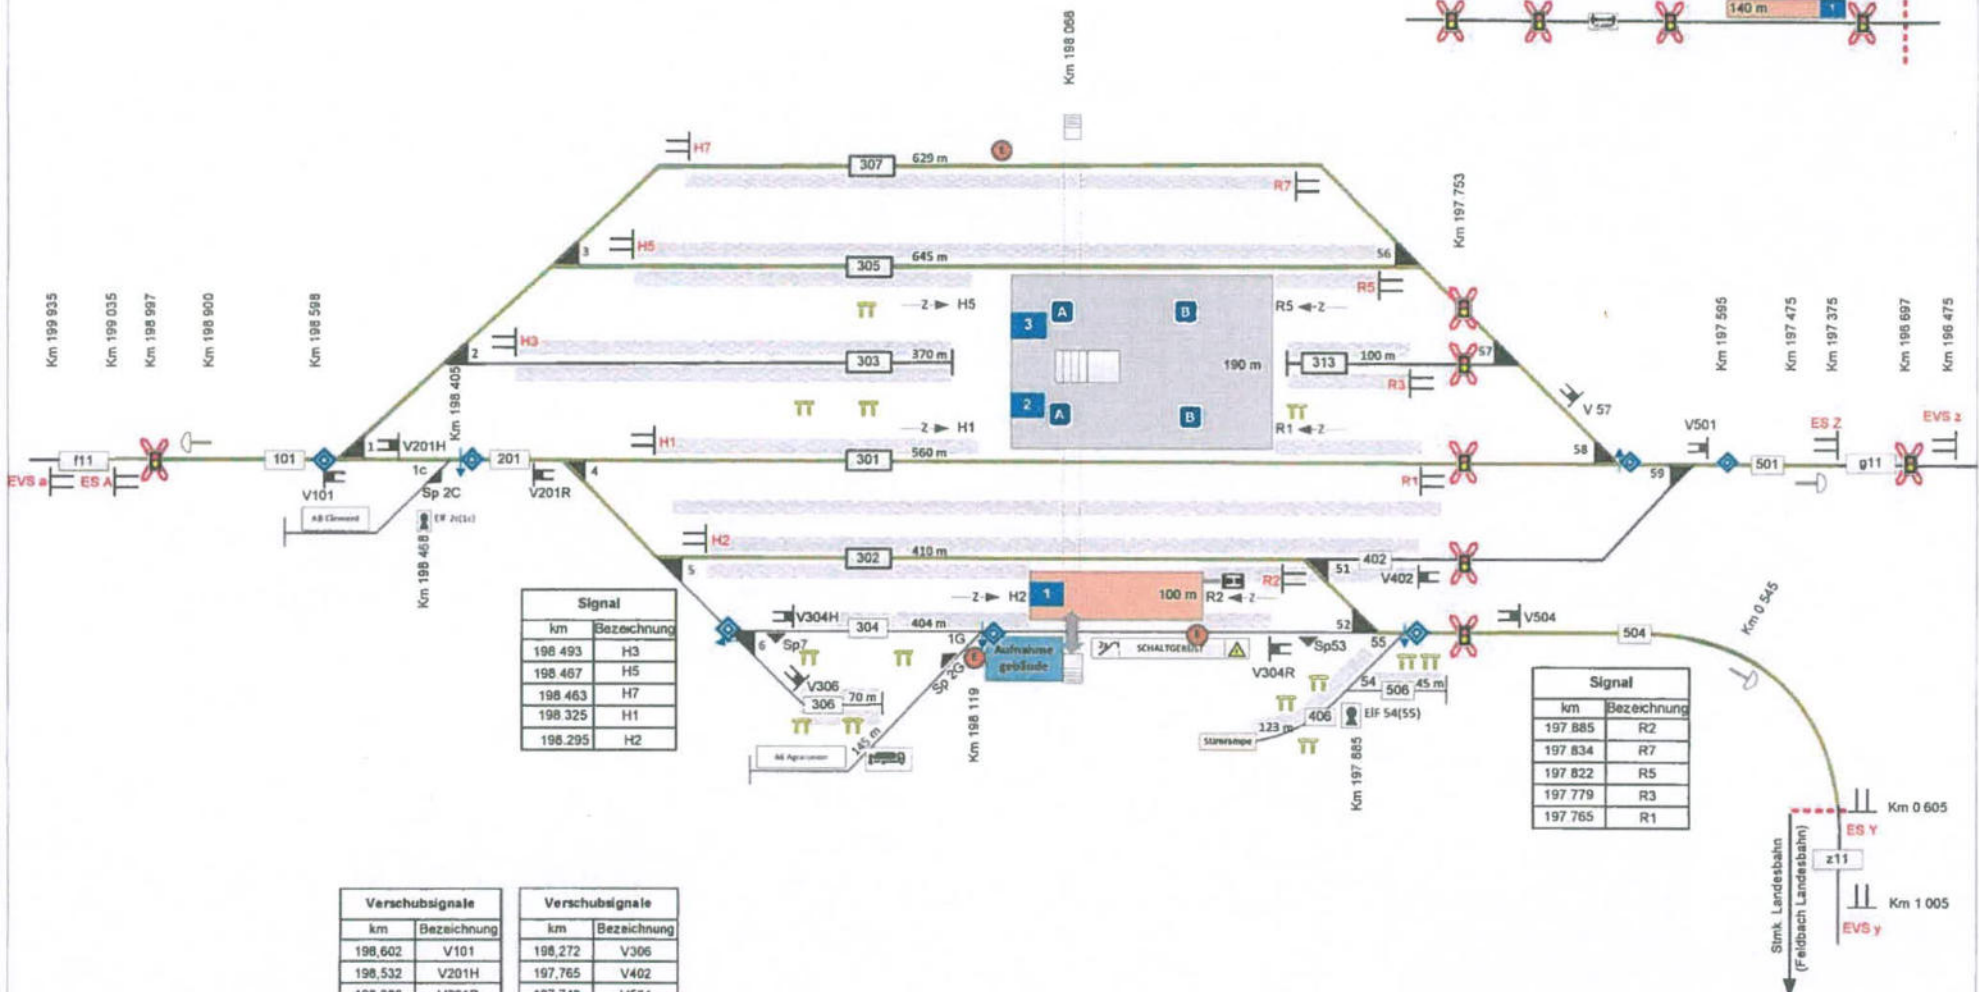 140 m
1
Km 198 068
H7
307
629 m
R7
Km 197 753
3
H5
305
645 m
56
R5
Km 199 935
Km 199 035
Km 198 997
Km 198 900
Km 198 598
Z
H5
3
A
B
R5
Z
Km 197 595
Km 197 475
Km 197 375
Km 196 697
Km 196 475
2
H3
303
370 m
190 m
313
100 m
57
R3
Km 198.405
2
A
B
V 57
Z
H1
R1
Z
V501
ES Z
EVS z
f11
101
1
V201H
201
H1
301
560 m
58
59
501
g11
EVS a
ES A
V101
1c
Sp 2C
V201R
4
R1
AB Clement
Km 198 468
H2
302
410 m
51
402
V402
5
Z
H2
1
100 m
R2
R2
Z
Signal
km Bezeichnung
198 493 H3
198.467 H5
198 463 H7
198.325 H1
198.295 H2
V304H
304
404 m
1G
52
55
V504
504
Km 0 545
6
Sp7
Aufnahme
gebäude
SCHALTGERÜST
V304R
Sp53
V306
306
70 m
Sp 2G
145 m
Km 198 119
54
506
45 m
406
ElF 54(55)
123 m
Sturzrampe
Km 197 885
Signal
km Bezeichnung
197 885 R2
197 834 R7
197 822 R5
197 779 R3
197 765 R1
Km 0 605
ES Y
z11
Km 1 005
EVS y
Stmk. Landesbahn
(Feldbach Landesbahn)
Verschubsignale
km Bezeichnung
198,602 V101
198,532 V201H
Verschubsignale
km Bezeichnung
198,272 V306
197,765 V402